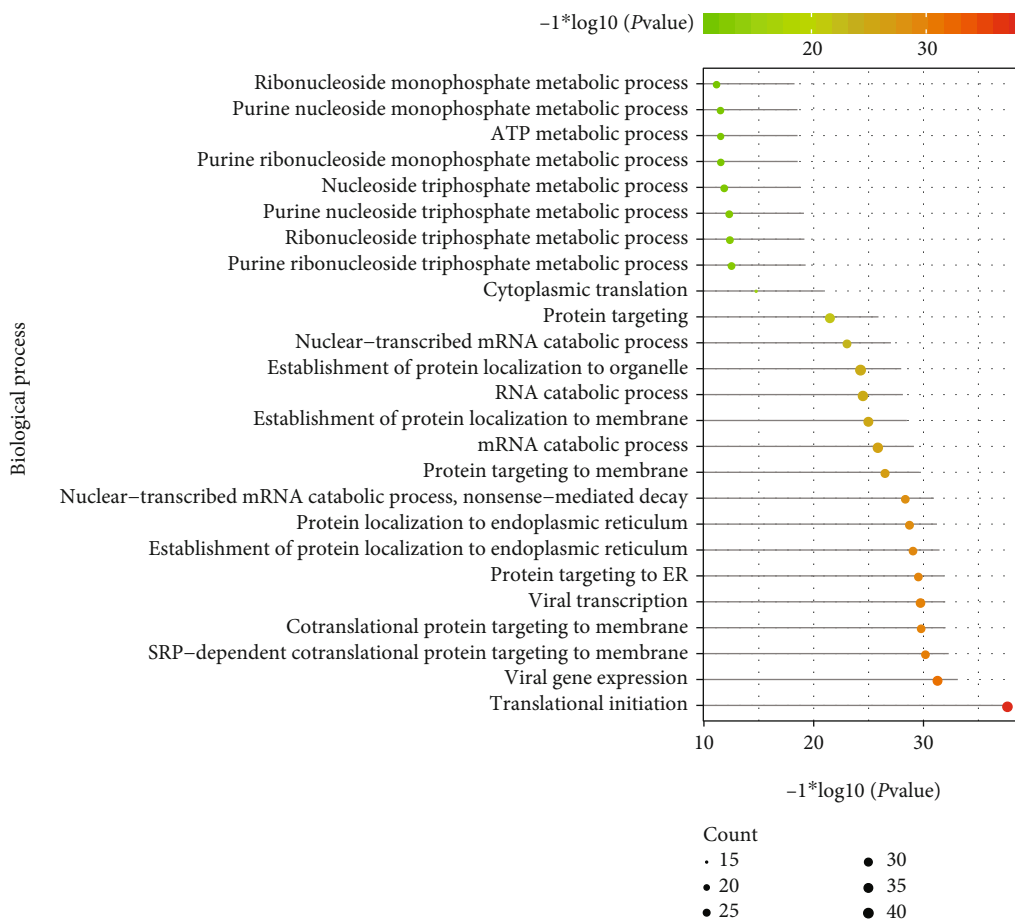 −1*log10 (Pvalue)
20 30
Ribonucleoside monophosphate metabolic process
Purine nucleoside monophosphate metabolic process
ATP metabolic process
Purine ribonucleoside monophosphate metabolic process
Nucleoside triphosphate metabolic process
Purine nucleoside triphosphate metabolic process
Ribonucleoside triphosphate metabolic process
Purine ribonucleoside triphosphate metabolic process
Cytoplasmic translation
Protein targeting
Nuclear−transcribed mRNA catabolic process
Establishment of protein localization to organelle
RNA catabolic process
Establishment of protein localization to membrane
mRNA catabolic process
Protein targeting to membrane
Nuclear−transcribed mRNA catabolic process, nonsense−mediated decay
Protein localization to endoplasmic reticulum
Establishment of protein localization to endoplasmic reticulum
Protein targeting to ER
Viral transcription
Cotranslational protein targeting to membrane
SRP−dependent cotranslational protein targeting to membrane
Viral gene expression
Translational initiation
Biological process
10 20 30
−1*log10 (Pvalue)
Count
15 30
20 35
25 40